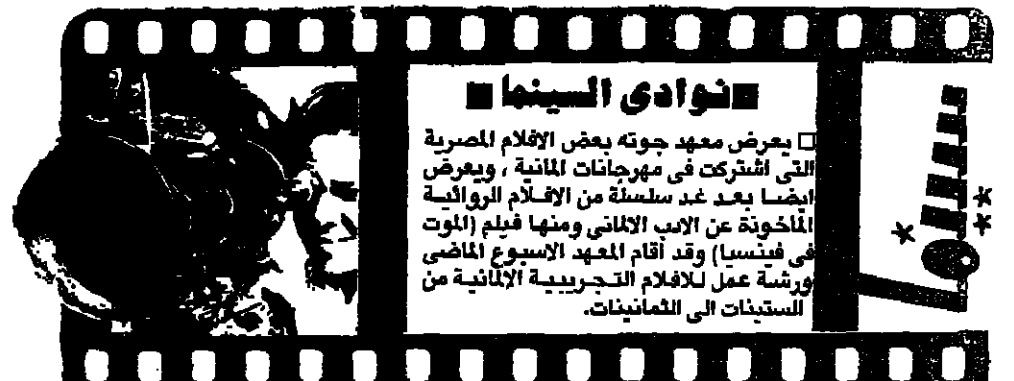 ■ نوادى السينما ■
□ يعرض معهد جوته بعض الافلام المصرية
التى اشتركت فى مهرجانات المانية ، ويعرض
ايضا بعد غد سلسلة من الافلام الروائية
الماخوذة عن الادب الالمانى ومنها فيلم (الموت
فى فينسيا) وقد أقام المعهد الاسبوع الماضى
ورشة عمل للافلام التجريبية الالمانية من
الستينات الى الثمانينات.